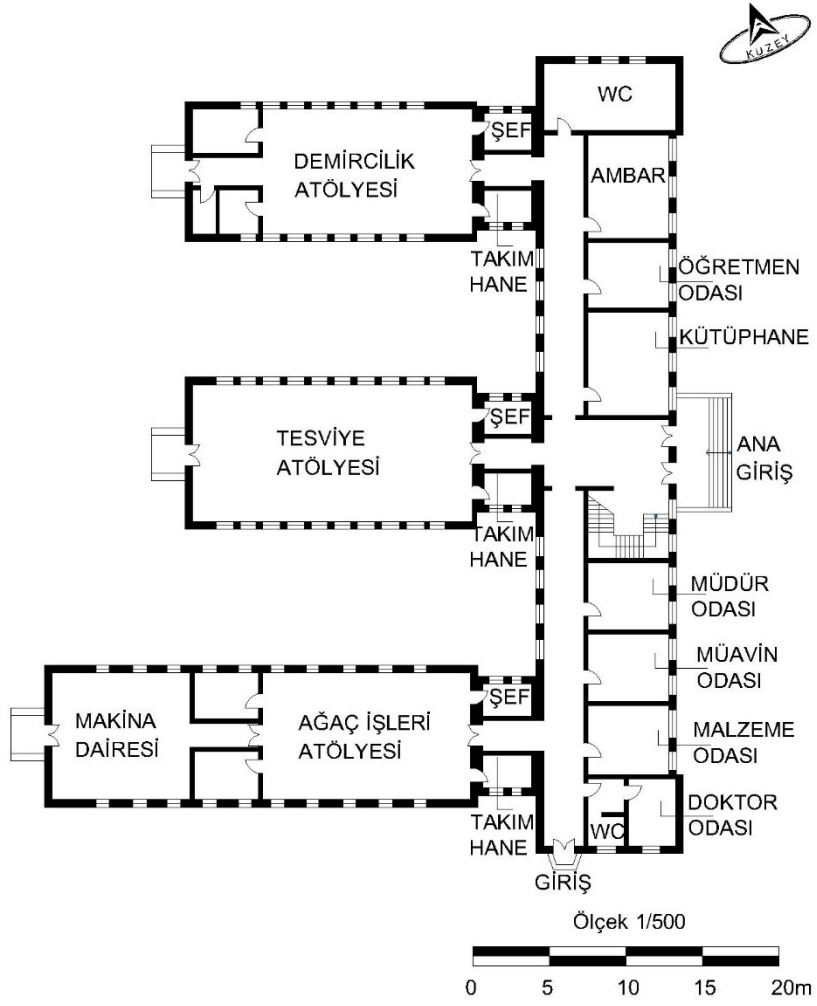 KUZEY
WC
ŞEF
DEMİRCİLİK
ATÖLYESİ
AMBAR
TAKIM
HANE
ÖĞRETMEN
ODASI
KÜTÜPHANE
ŞEF
TESVİYE
ATÖLYESİ
ANA
GİRİŞ
TAKIM
HANE
MÜDÜR
ODASI
MÜAVİN
ODASI
ŞEF
MAKİNA
DAİRESİ
AĞAÇ İŞLERİ
ATÖLYESİ
MALZEME
ODASI
TAKIM
HANE
WC
DOKTOR
ODASI
GİRİŞ
Ölçek 1/500
0 5 10 15 20m